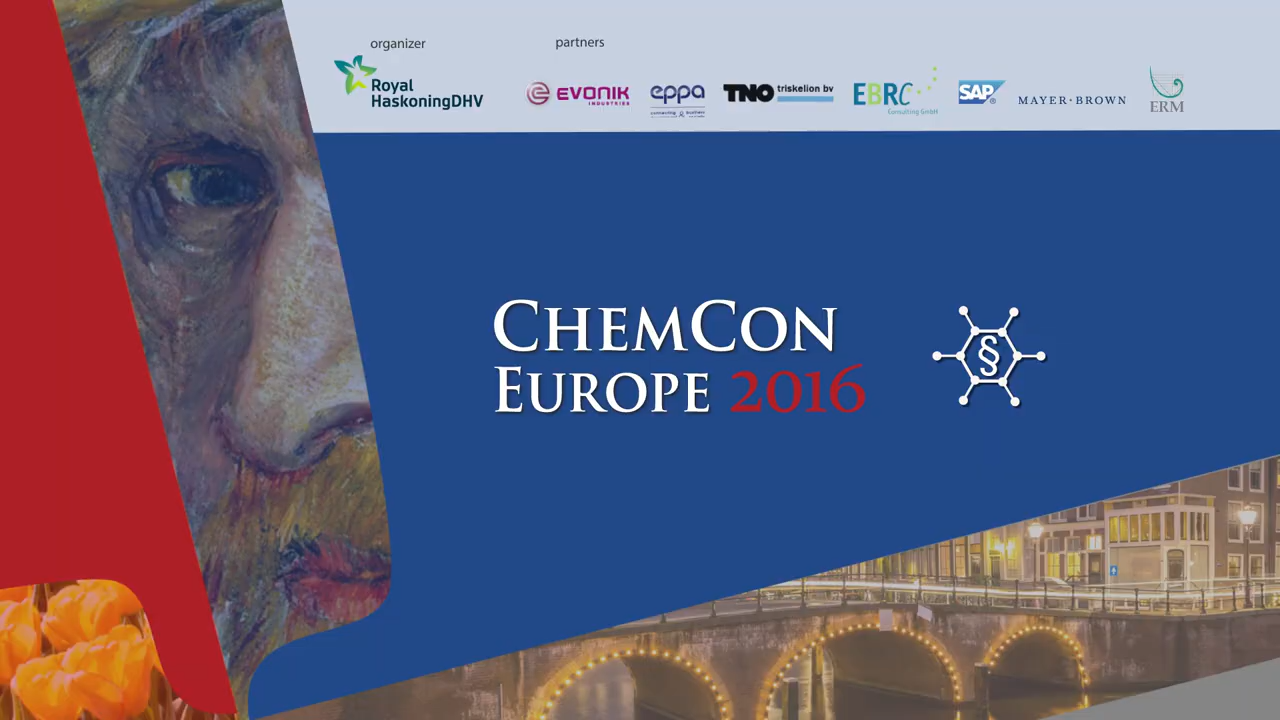 organizer
partners
Royal
HaskoningDHV
EVONIK
INDUSTRIES
eppa
TNO triskelion bv
EBRC
Consulting GmbH
SAP®
MAYER·BROWN
ERM
CHEMCON
EUROPE 2016
§